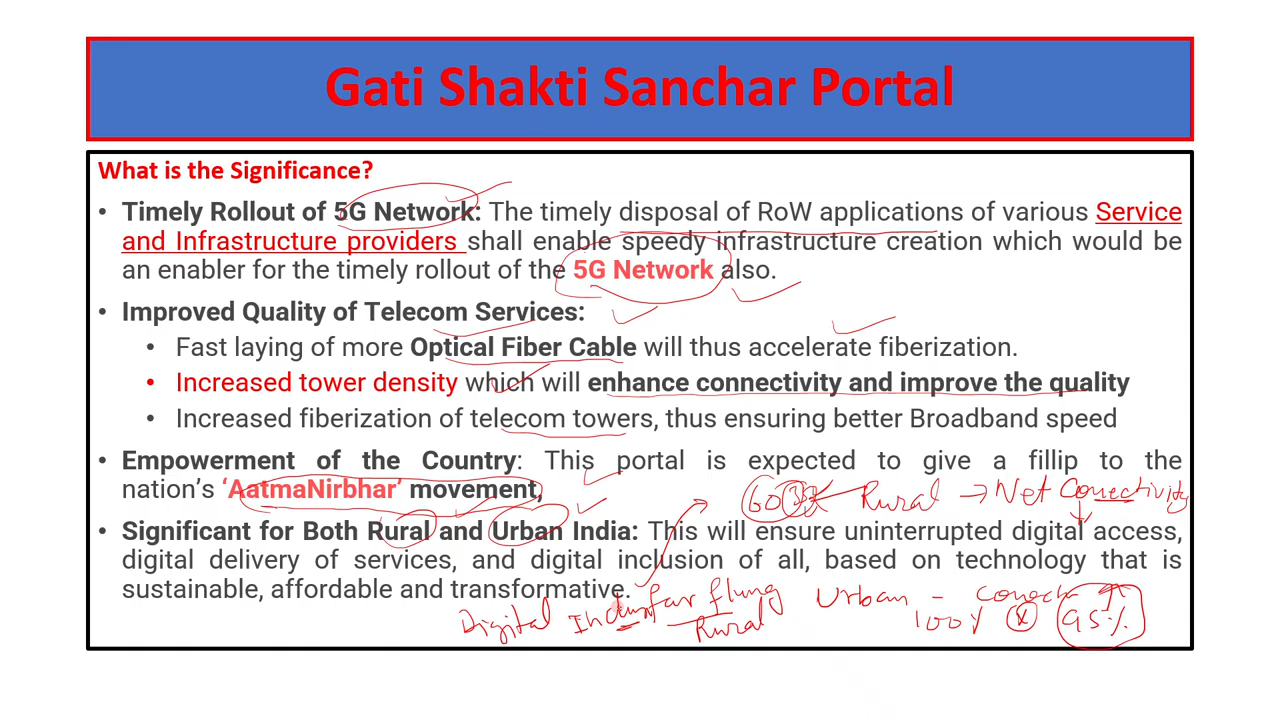 Gati Shakti Sanchar Portal
What is the Significance?
• Timely Rollout of 5G Network: The timely disposal of RoW applications of various Service
and Infrastructure providers shall enable speedy infrastructure creation which would be
an enabler for the timely rollout of the 5G Network also.
• Improved Quality of Telecom Services:
• Fast laying of more Optical Fiber Cable will thus accelerate fiberization.
• Increased tower density which will enhance connectivity and improve the quality
• Increased fiberization of telecom towers, thus ensuring better Broadband speed
• Empowerment of the Country: This portal is expected to give a fillip to the
nation's 'AatmaNirbhar' movement,
Rural → Net Conectivity
• Significant for Both Rural and Urban India: This will ensure uninterrupted digital access,
digital delivery of services, and digital inclusion of all, based on technology that is
sustainable, affordable and transformative.
Digital far flung Urban -
Rural 100% 95%